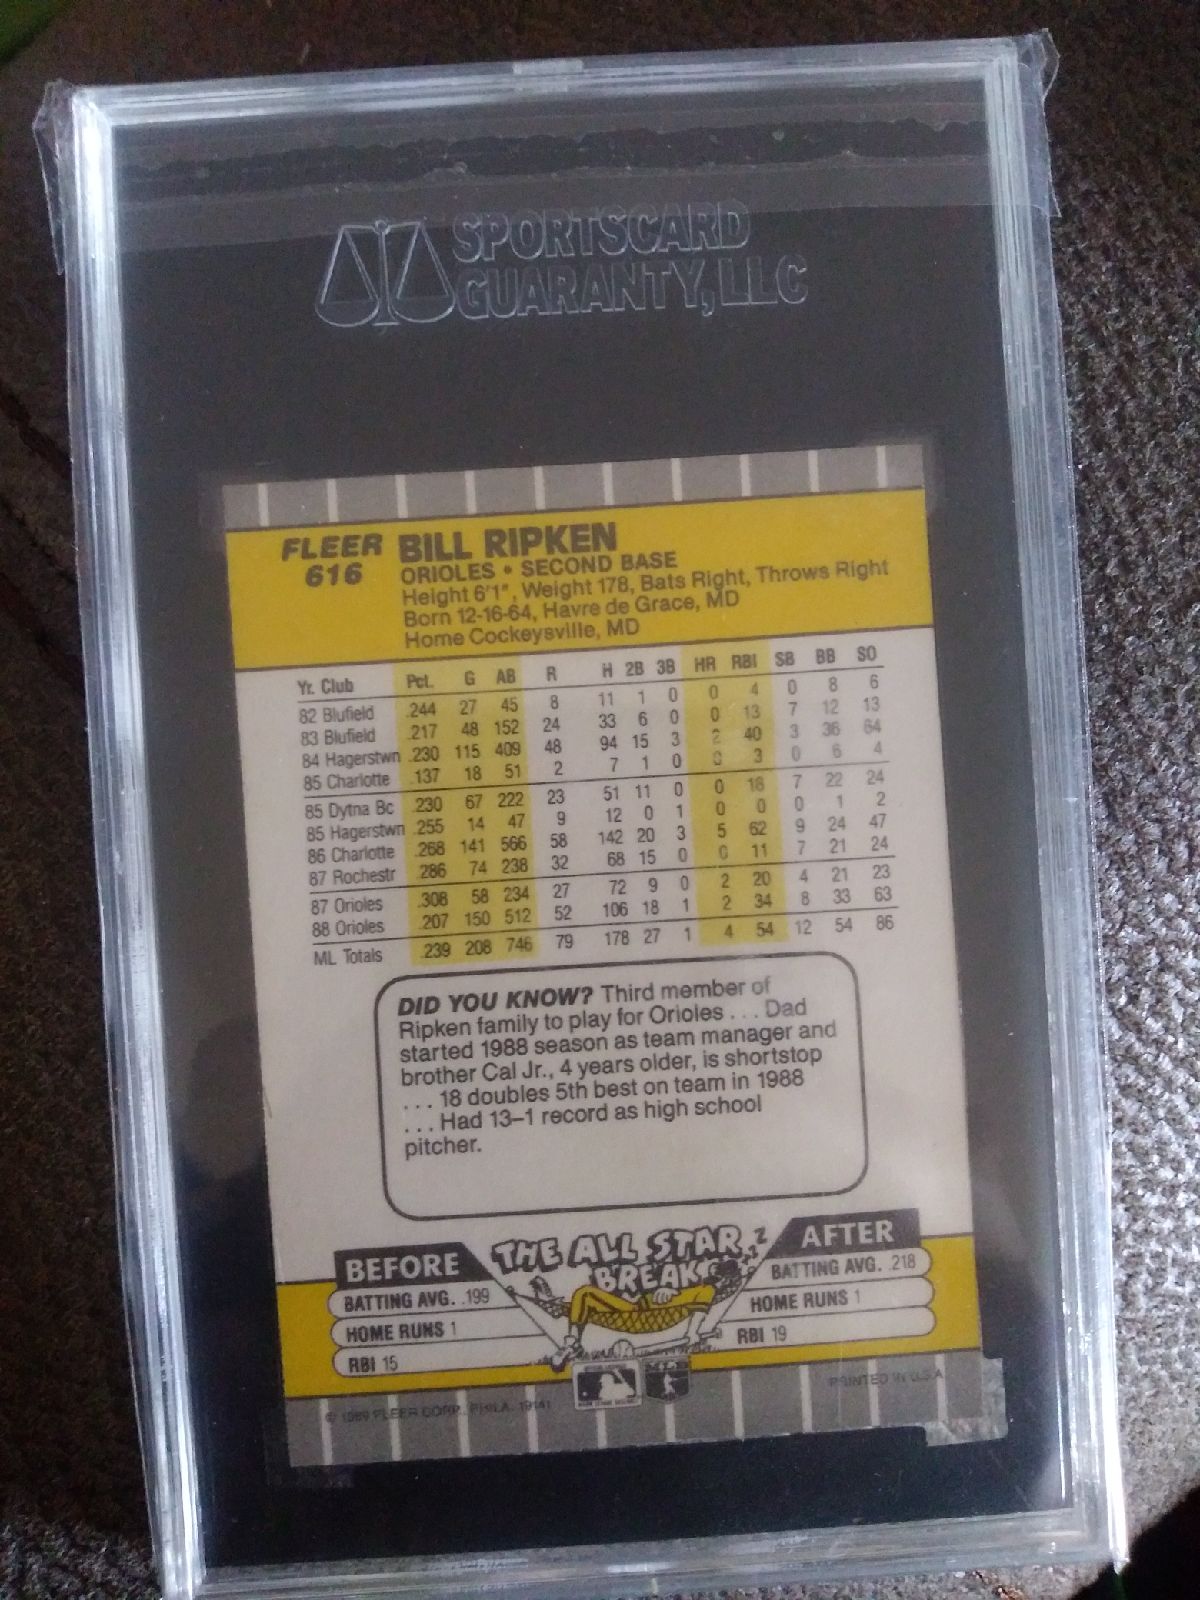 SPORTSCARD
GUARANTY, LLC
FLEER
616
BILL RIPKEN
ORIOLES • SECOND BASE
Height 6'1", Weight 178, Bats Right, Throws Right
Born 12-16-64, Havre de Grace, MD
Home Cockeysville, MD
Yr. Club Pct. G AB R H 2B 3B HR RBI SB BB SO
82 Blufield .244 27 45 8 11 1 0 0 4 0 8 6
83 Blufield .217 48 152 24 33 6 0 0 13 7 12 13
84 Hagerstwn .230 115 409 48 94 15 3 2 40 3 36 64
85 Charlotte .137 18 51 2 7 1 0 0 3 0 6 4
85 Dytna Bc .230 67 222 23 51 11 0 0 18 7 22 24
85 Hagerstwn .255 14 47 9 12 0 1 0 0 0 1 2
86 Charlotte .268 141 566 58 142 20 3 5 62 9 24 47
87 Rochestr .286 74 238 32 68 15 0 0 11 7 21 24
87 Orioles .308 58 234 27 72 9 0 2 20 4 21 23
88 Orioles .207 150 512 52 106 18 1 2 34 8 33 63
ML Totals .239 208 746 79 178 27 1 4 54 12 54 86
DID YOU KNOW? Third member of
Ripken family to play for Orioles . . . Dad
started 1988 season as team manager and
brother Cal Jr., 4 years older, is shortstop
. . . 18 doubles 5th best on team in 1988
. . . Had 13–1 record as high school
pitcher.
THE ALL STAR
BREAK
Z Z Z
BEFORE
BATTING AVG. .199
HOME RUNS 1
RBI 15
AFTER
BATTING AVG. .218
HOME RUNS 1
RBI 19
© 1989 FLEER CORP., PHILA. 19141
PRINTED IN U.S.A